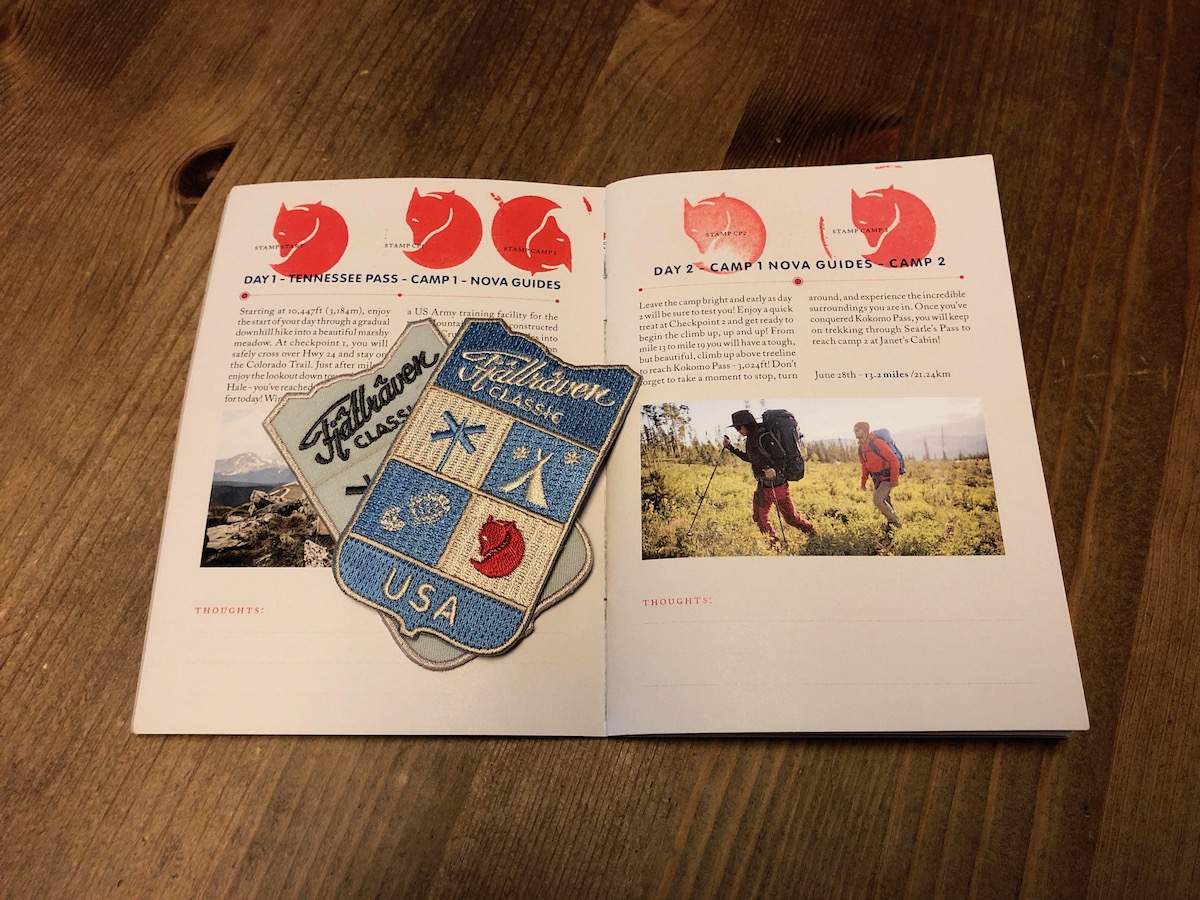 STAMP START
STAMP CP1
STAMP CAMP 1
DAY 1 - TENNESSEE PASS - CAMP 1 - NOVA GUIDES
Starting at 10,447ft (3,184m), enjoy
the start of your day through a gradual
downhill hike into a beautiful marshy
meadow. At checkpoint 1, you will
safely cross over Hwy 24 and stay on
the Colorado Trail. Just after mile
enjoy the lookout down to
Hale - you've reached
for today!
a US Army training facility for the
constructed
into
THOUGHTS:
Fjällräven
CLASSIC
Fjällräven
CLASSIC
USA
STAMP CP2
STAMP CAMP 2
DAY 2 - CAMP 1 NOVA GUIDES - CAMP 2
Leave the camp bright and early as day
2 will be sure to test you! Enjoy a quick
treat at Checkpoint 2 and get ready to
begin the climb up, up and up! From
mile 13 to mile 19 you will have a tough,
but beautiful, climb up above treeline
to reach Kokomo Pass - 3,024ft! Don't
forget to take a moment to stop, turn
around, and experience the incredible
surroundings you are in. Once you've
conquered Kokomo Pass, you will keep
on trekking through Searle's Pass to
reach camp 2 at Janet's Cabin!
June 28th - 13.2 miles /21.24km
THOUGHTS: